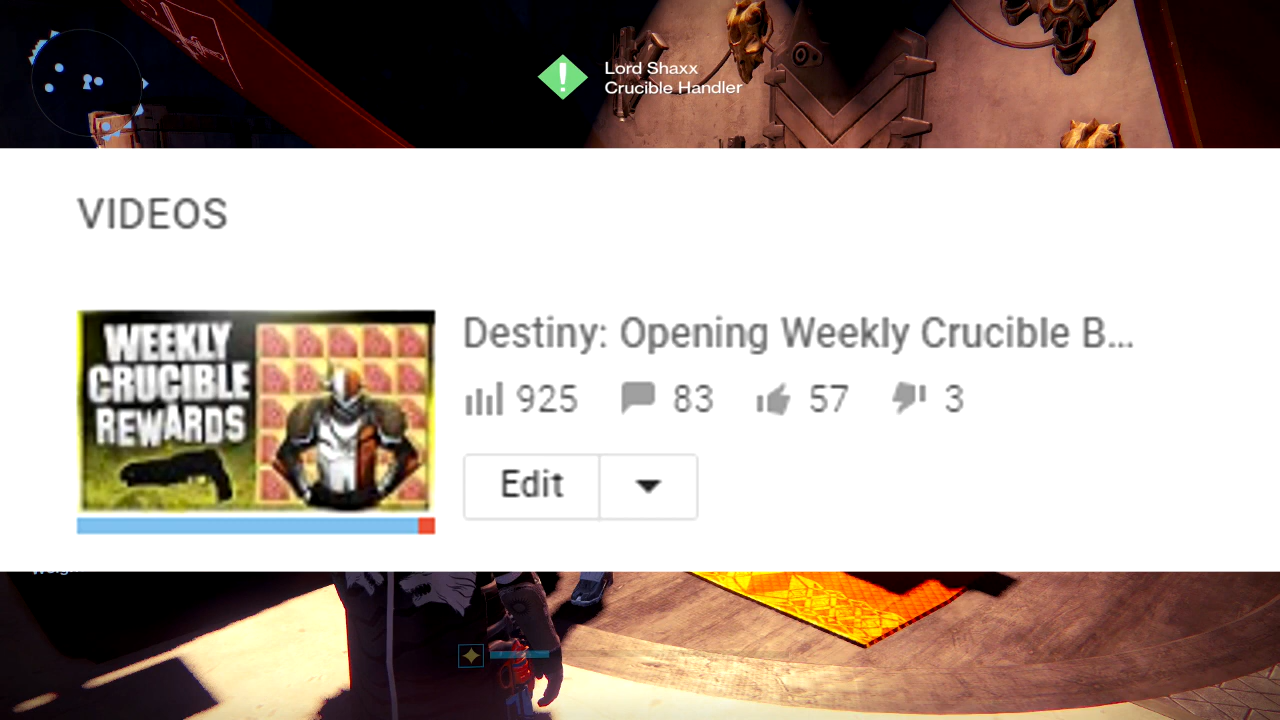 Lord Shaxx
Crucible Handler
VIDEOS
WEEKLY
CRUCIBLE
REWARDS
Destiny: Opening Weekly Crucible B...
925 83 57 3
Edit